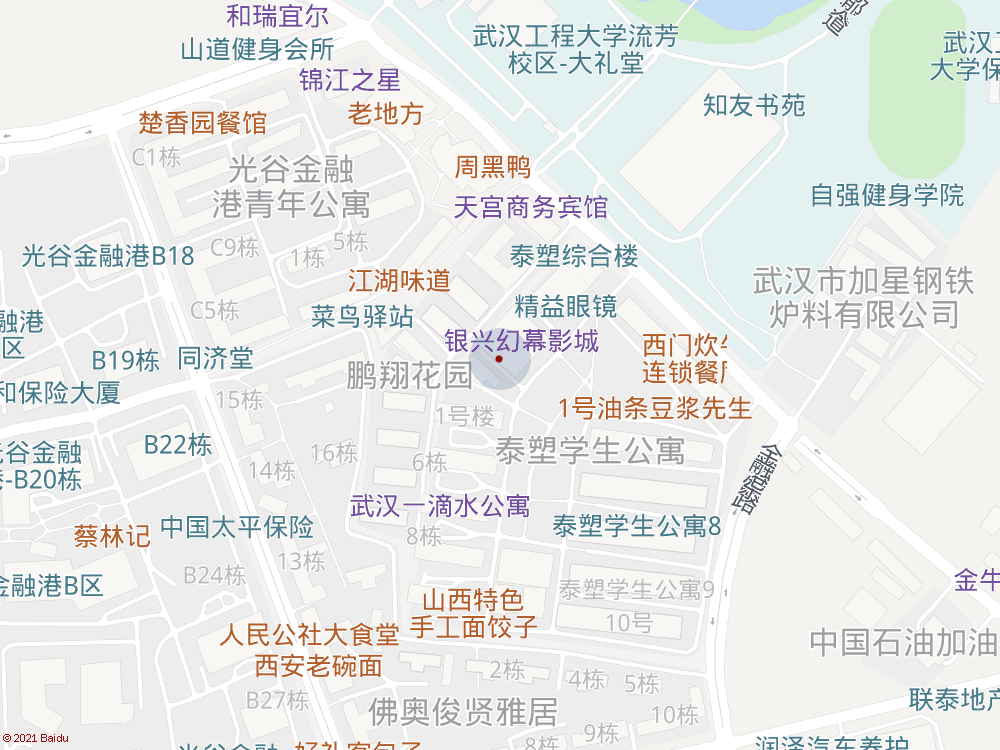 和瑞宜尔
山道健身会所
武汉工程大学流芳
校区-大礼堂
锦江之星
老地方
知友书苑
楚香园餐馆
C1栋
光谷金融
港青年公寓
周黑鸭
天宫商务宾馆
自强健身学院
5栋
C9栋
1栋
光谷金融港B18
泰塑综合楼
江湖味道
武汉市加星钢铁
炉料有限公司
C5栋
菜鸟驿站
精益眼镜
融港
区
银兴幻幕影城
西门炊
连锁餐
B19栋
同济堂
鹏翔花园
和保险大厦
15栋
1号楼
1号油条豆浆先生
B22栋
16栋
6栋
泰塑学生公寓
谷金融
-B20栋
14栋
金融港路
武汉一滴水公寓
蔡林记
中国太平保险
8栋
泰塑学生公寓8
13栋
B24栋
金融港B区
泰塑学生公寓9
金牛
山西特色
手工面饺子
10号
人民公社大食堂
西安老碗面
中国石油加油
2栋
4栋
5栋
B27栋
佛奥俊贤雅居
10栋
联泰地产
9栋
8栋
润泽汽车养护
© 2021 Baidu